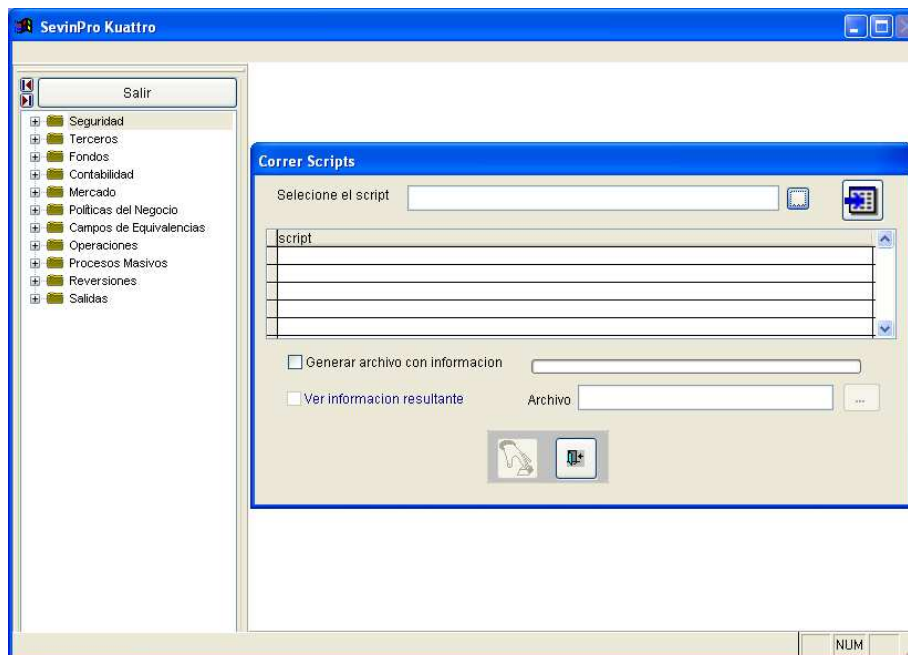 SevinPro Kuattro
Salir
Seguridad
Terceros
Fondos
Contabilidad
Mercado
Políticas del Negocio
Campos de Equivalencias
Operaciones
Procesos Masivos
Reversiones
Salidas
Correr Scripts
Selecione el script
script
Generar archivo con informacion
Ver informacion resultante
Archivo
...
NUM